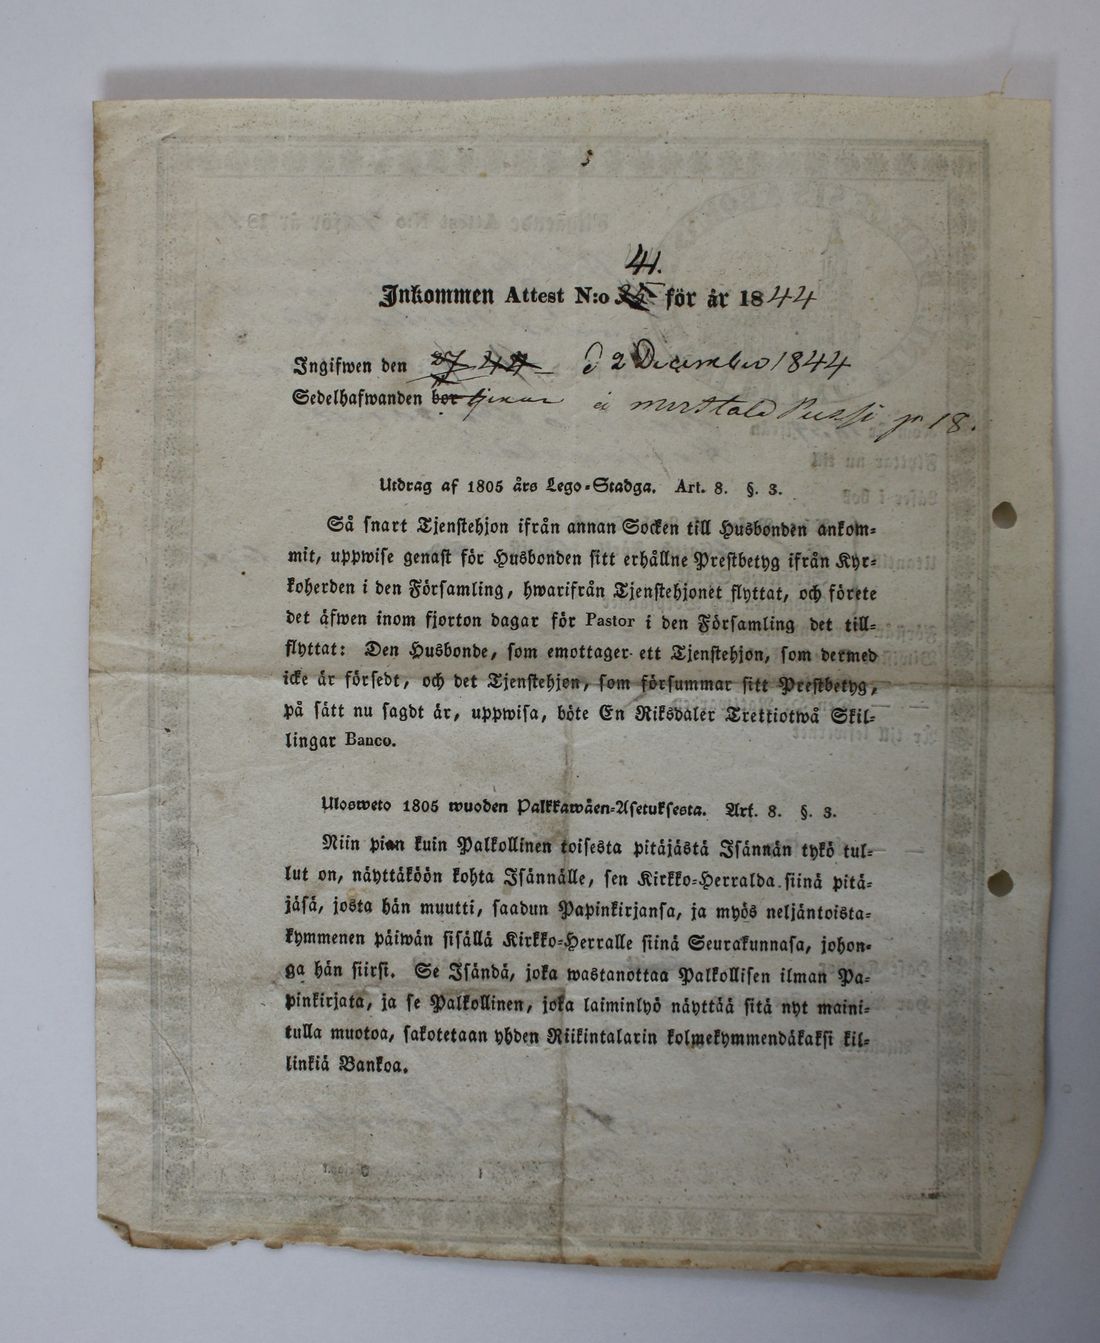 41.
Inkommen Attest N:o för år 1844
Ingifwen den d 2 December 1844
Sedelhafwanden bor tjenar å p 18.
Utdrag af 1805 års Lego-Stadga. Art. 8. §. 3.
Så snart Tjenstehjon ifrån annan Socken till Husbonden ankom-
mit, uppwise genast för Husbonden sitt erhållne Prestbetyg ifrån Kyr-
koherden i den Församling, hwarifrån Tjenstehjonet flyttat, och förete
det äfwen inom fjorton dagar för Pastor i den Församling det till-
flyttat: Den Husbonde, som emottager ett Tjenstehjon, som dermed
icke är försedt, och det Tjenstehjon, som försummar sitt Prestbetyg,
på sätt nu sagdt är, uppwisa, böte En Riksdaler Trettiotwå Skil-
lingar Banco.
Ulosweto 1805 wuoden Palkkawäen-Asetuksesta. Art. 8. §. 3.
Niin pian kuin Palkollinen toisesta pitäjästä Isännän tykö tul-
lut on, näyttäköön kohta Isännälle, sen Kirkko-Herralda siinä pitä-
jäsä, josta hän muutti, saadun Papinkirjansa, ja myös neljäntoista-
kymmenen päiwän sisällä Kirkko-Herralle siinä Seurakunnasa, johon-
ga hän siirsi. Se Isändä, joka wastanottaa Palkollisen ilman Pa-
pinkirjata, ja se Palkollinen, joka laiminlyö näyttää sitä nyt maini-
tulla muotoa, sakotetaan yhden Riikintalarin kolmekymmendäkaksi kil-
linkiä Bankoa.